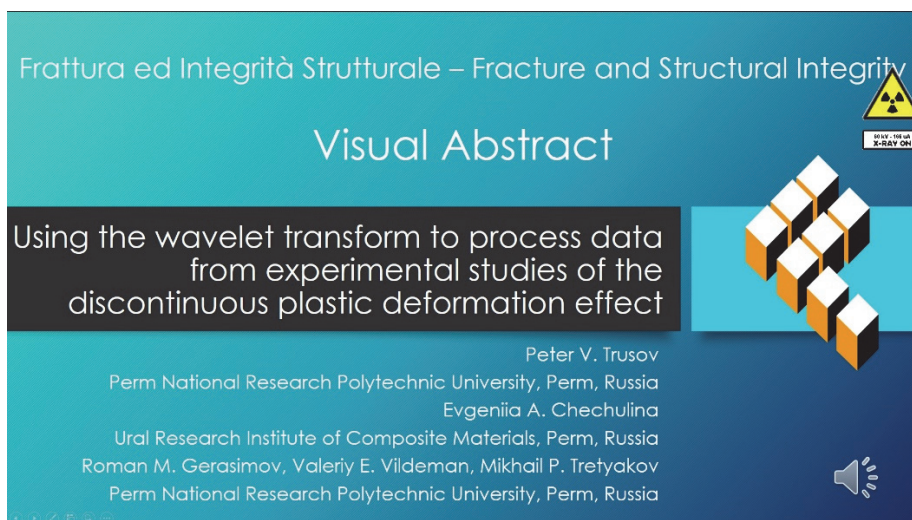 Frattura ed Integrità Strutturale – Fracture and Structural Integrity
Visual Abstract
X-RAY ON
Using the wavelet transform to process data
from experimental studies of the
discontinuous plastic deformation effect
Peter V. Trusov
Perm National Research Polytechnic University, Perm, Russia
Evgeniia A. Chechulina
Ural Research Institute of Composite Materials, Perm, Russia
Roman M. Gerasimov, Valeriy E. Vildeman, Mikhail P. Tretyakov
Perm National Research Polytechnic University, Perm, Russia